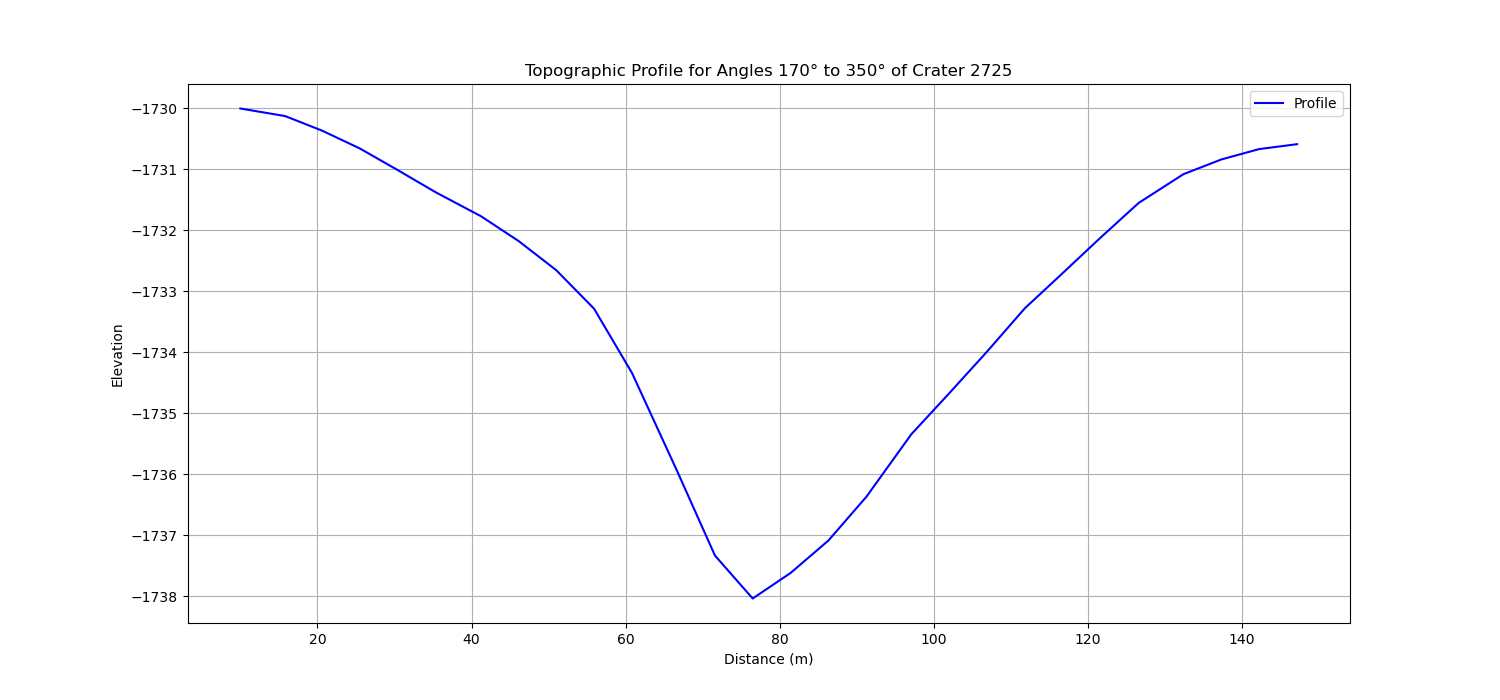 Topographic Profile for Angles 170° to 350° of Crater 2725
Profile
−1730
−1731
−1732
−1733
−1734
−1735
−1736
−1737
−1738
Elevation
20 40 60 80 100 120 140
Distance (m)